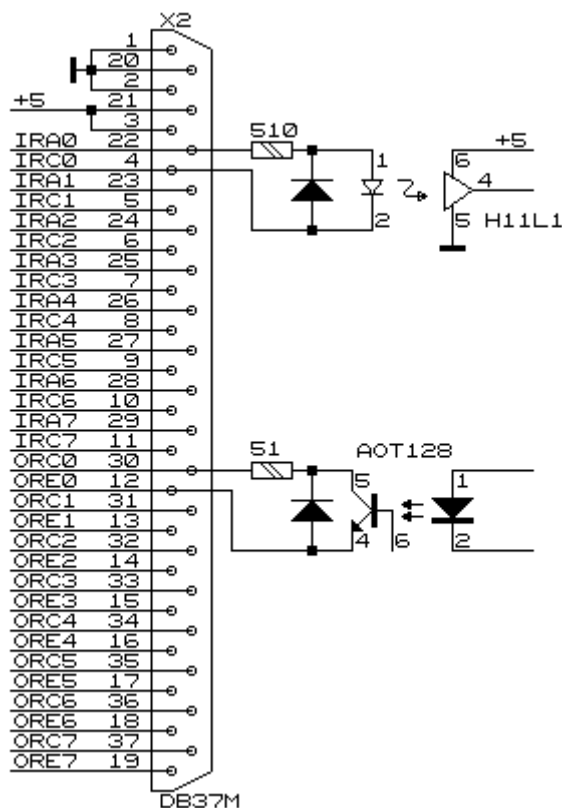 X2
1
20
2
+5 21
3
IRA0 22
IRC0 4
IRA1 23
IRC1 5
IRA2 24
IRC2 6
IRA3 25
IRC3 7
IRA4 26
IRC4 8
IRA5 27
IRC5 9
IRA6 28
IRC6 10
IRA7 29
IRC7 11
ORC0 30
ORE0 12
ORC1 31
ORE1 13
ORC2 32
ORE2 14
ORC3 33
ORE3 15
ORC4 34
ORE4 16
ORC5 35
ORE5 17
ORC6 36
ORE6 18
ORC7 37
ORE7 19
DB37M
510
1
2
+5
6
4
5 H11L1
51
AOT128
5
4 6
1
2